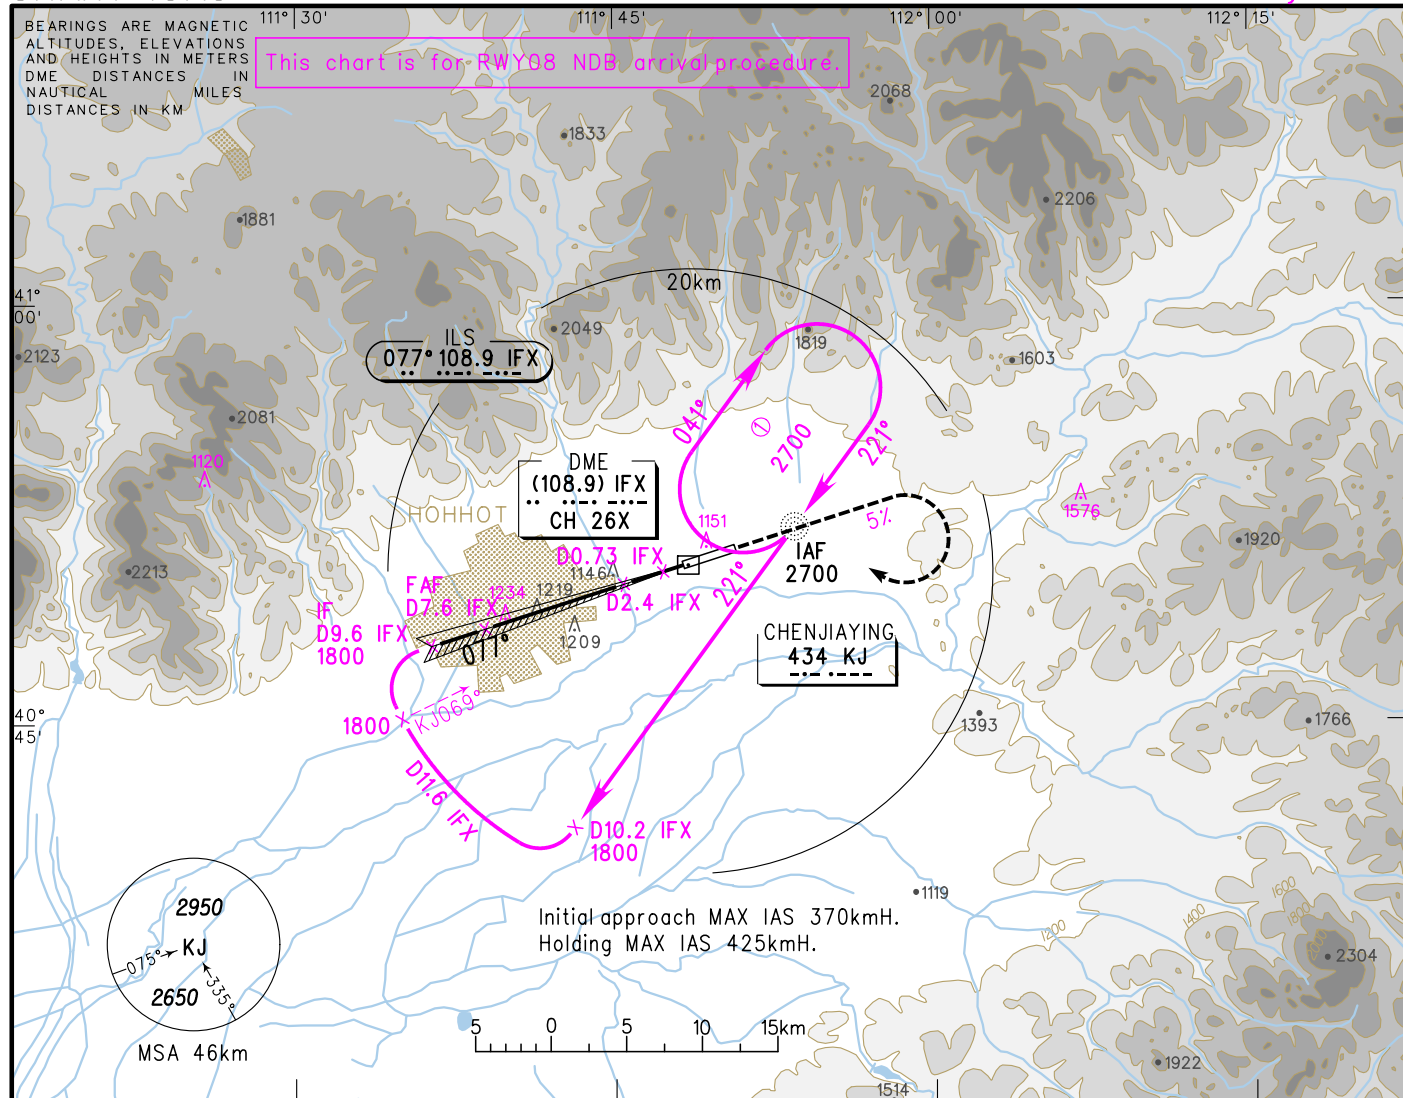 111° 30'
111° 45'
112° 00'
112° 15'
BEARINGS ARE MAGNETIC
ALTITUDES, ELEVATIONS
AND HEIGHTS IN METERS
DME DISTANCES IN
NAUTICAL MILES
DISTANCES IN KM
This chart is for RWY08 NDB arrival procedure.
2068
1833
2206
1881
20km
41°
00'
2049
1819
2123
1603
ILS
077° 108.9 IFX
2081
041°
①
2700
221°
1120
DME
(108.9) IFX
CH 26X
1576
HOHHOT
1151
5%
1920
IAF
2700
D0.73 IFX
1146
2213
FAF
D7.6 IFX
1234
1219
221°
D2.4 IFX
IF
D9.6 IFX
1800
011°
1209
CHENJIAYING
434 KJ
1800
KJ069°
1393
1766
40°
45'
D11.6 IFX
D10.2 IFX
1800
2950
KJ
075°
335°
2650
MSA 46km
1119
Initial approach MAX IAS 370kmH.
Holding MAX IAS 425kmH.
1200
1400
1600
1800
2304
5 0 5 10 15km
1922
1514